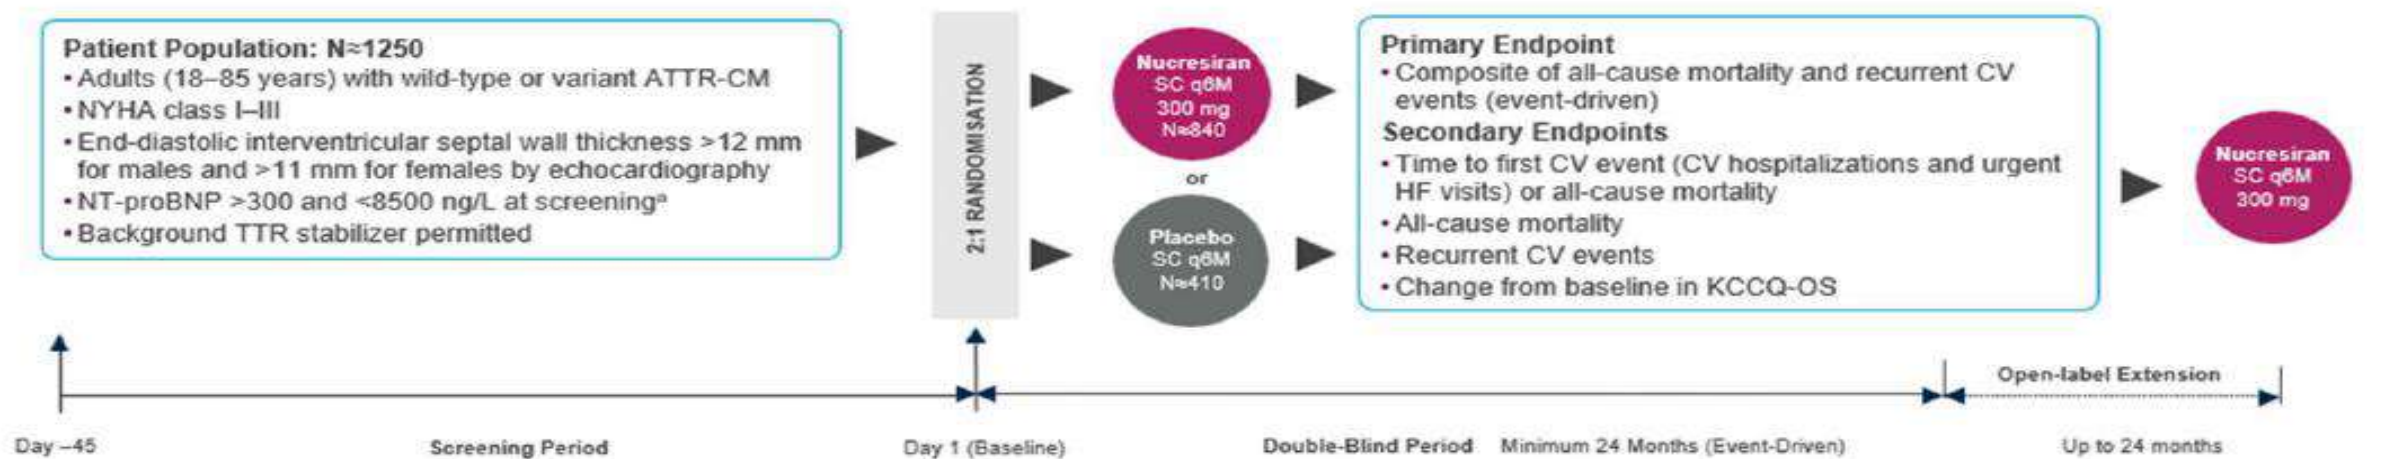 Patient Population: N≈1250
• Adults (18–85 years) with wild-type or variant ATTR-CM
• NYHA class I–III
• End-diastolic interventricular septal wall thickness >12 mm
for males and >11 mm for females by echocardiography
• NT-proBNP >300 and <8500 ng/L at screeningᵃ
• Background TTR stabilizer permitted
2:1 RANDOMISATION
Nucresiran
SC q6M
300 mg
N≈840
or
Placebo
SC q6M
N≈410
Primary Endpoint
• Composite of all-cause mortality and recurrent CV
events (event-driven)
Secondary Endpoints
• Time to first CV event (CV hospitalizations and urgent
HF visits) or all-cause mortality
• All-cause mortality
• Recurrent CV events
• Change from baseline in KCCQ-OS
Nucresiran
SC q6M
300 mg
Open-label Extension
Day –45
Screening Period
Day 1 (Baseline)
Double-Blind Period Minimum 24 Months (Event-Driven)
Up to 24 months